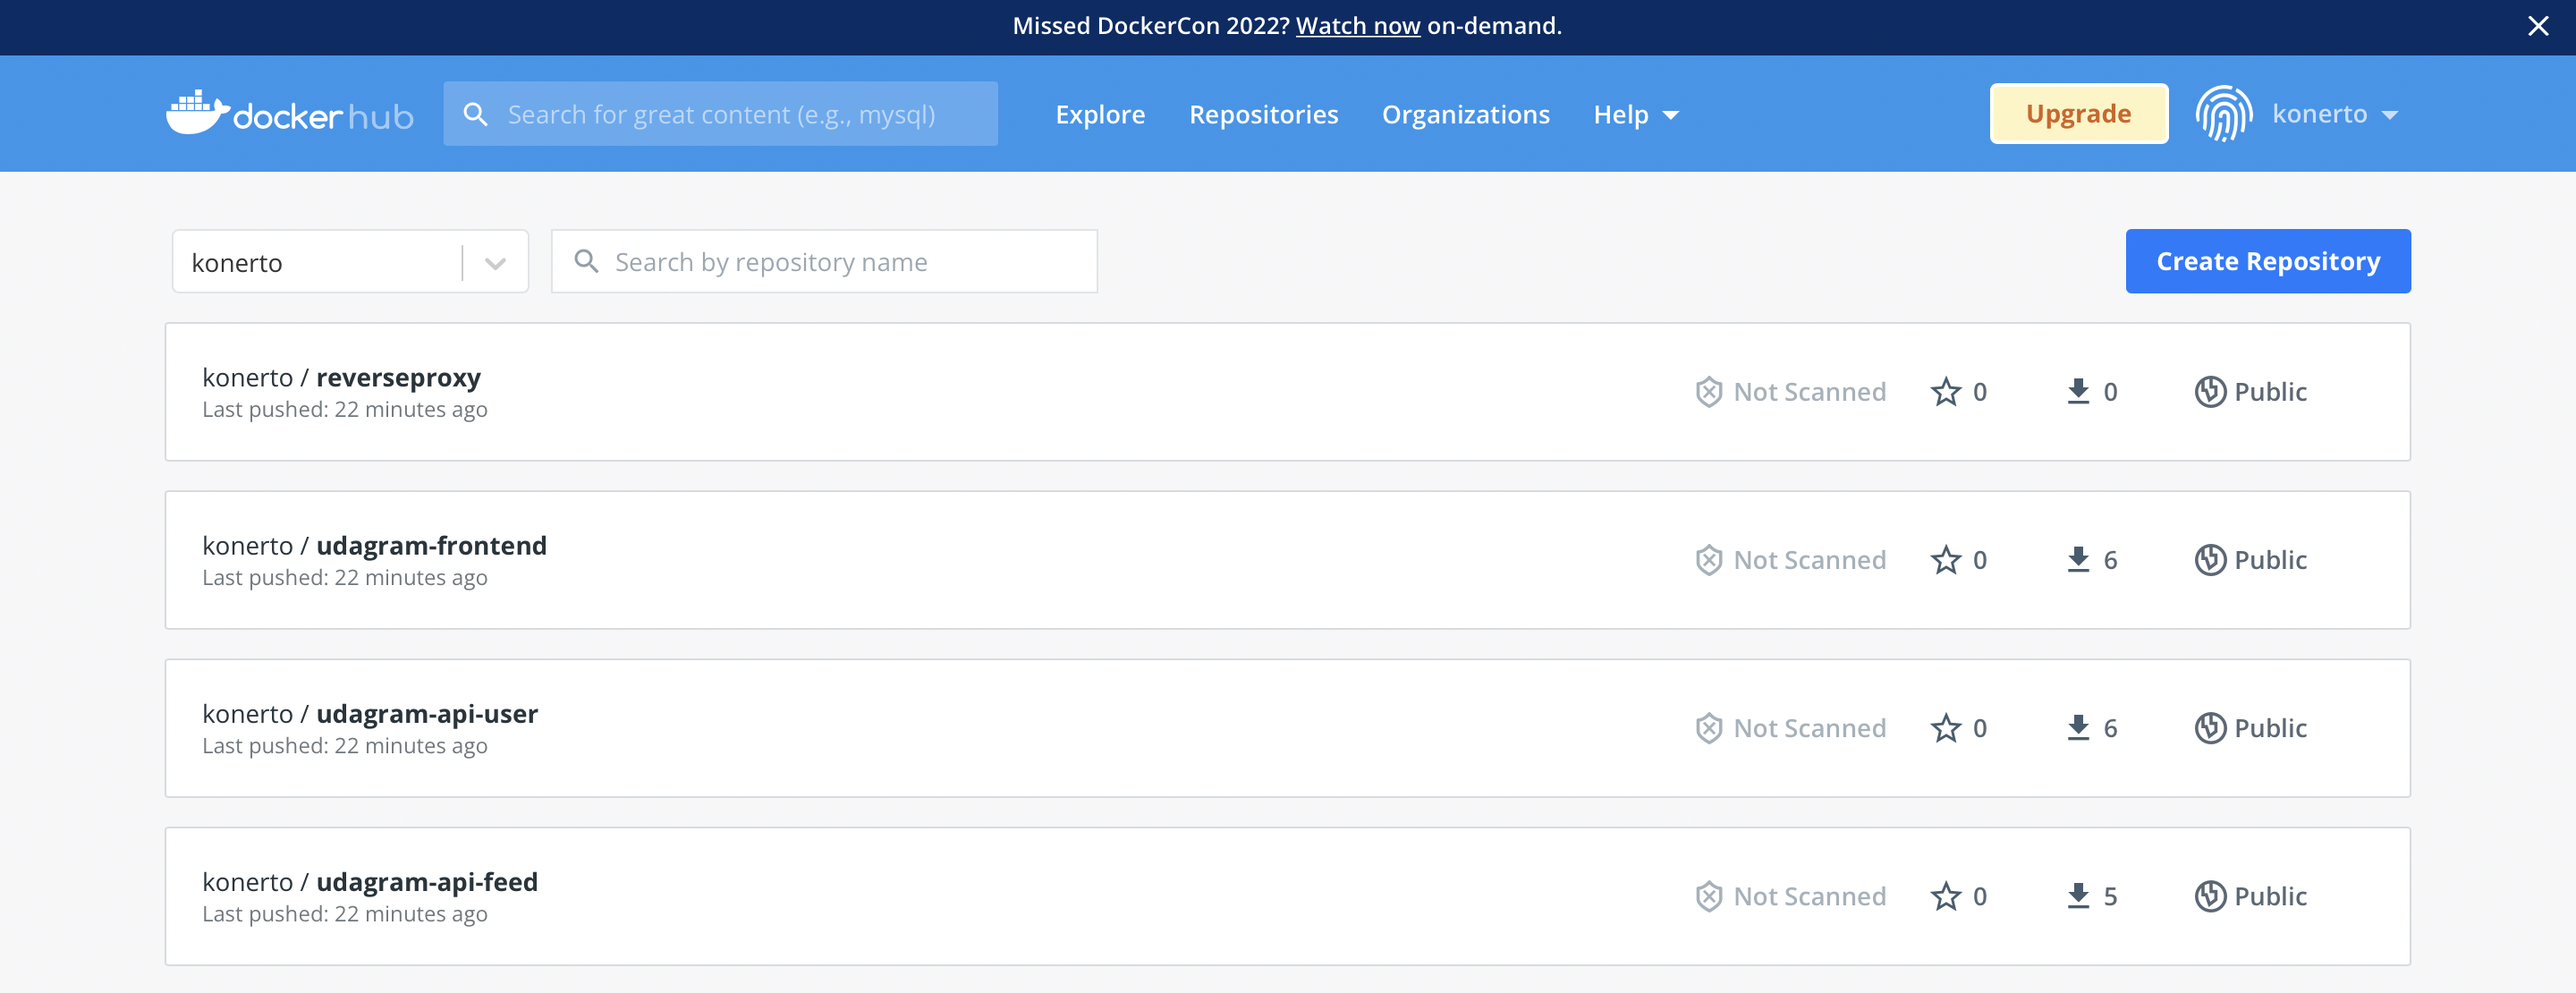 Missed DockerCon 2022? Watch now on-demand.
docker hub
Search for great content (e.g., mysql)
Explore Repositories Organizations Help
Upgrade
konerto
konerto
Search by repository name
Create Repository
konerto / reverseproxy
Last pushed: 22 minutes ago
Not Scanned 0 0 Public
konerto / udagram-frontend
Last pushed: 22 minutes ago
Not Scanned 0 6 Public
konerto / udagram-api-user
Last pushed: 22 minutes ago
Not Scanned 0 6 Public
konerto / udagram-api-feed
Last pushed: 22 minutes ago
Not Scanned 0 5 Public